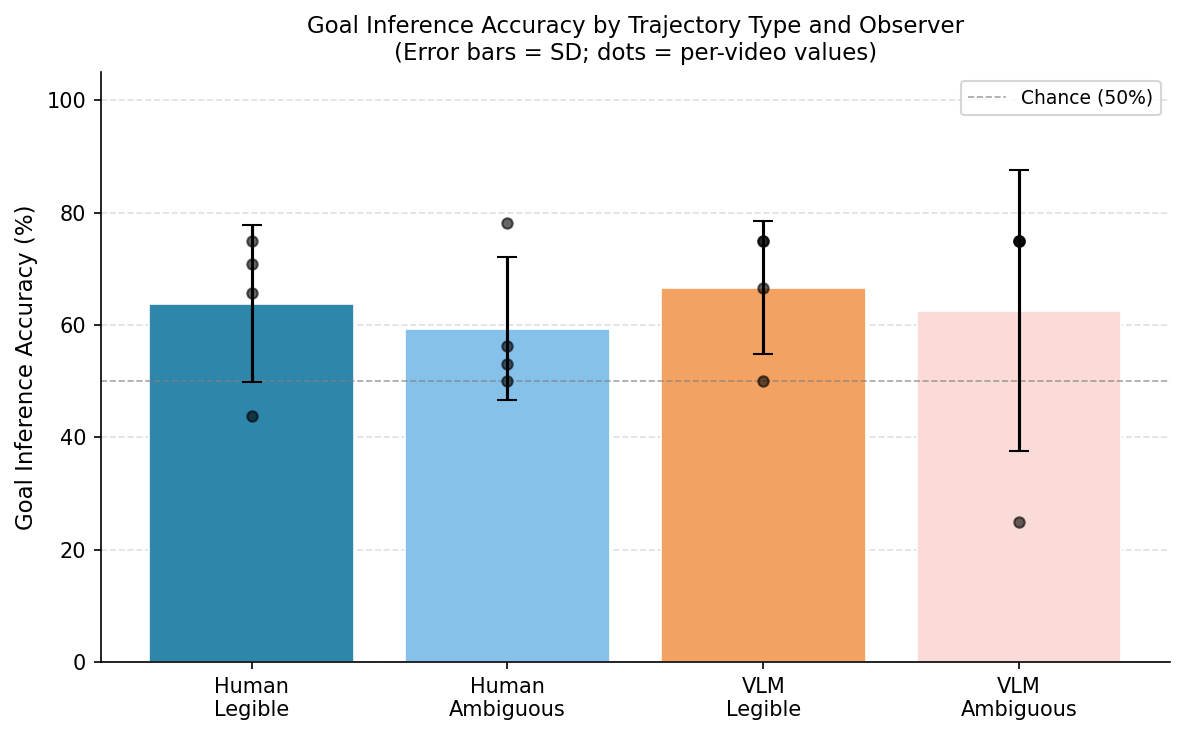 Goal Inference Accuracy by Trajectory Type and Observer
(Error bars = SD; dots = per-video values)
Chance (50%)
Goal Inference Accuracy (%)
100
80
60
40
20
0
Human
Legible
Human
Ambiguous
VLM
Legible
VLM
Ambiguous